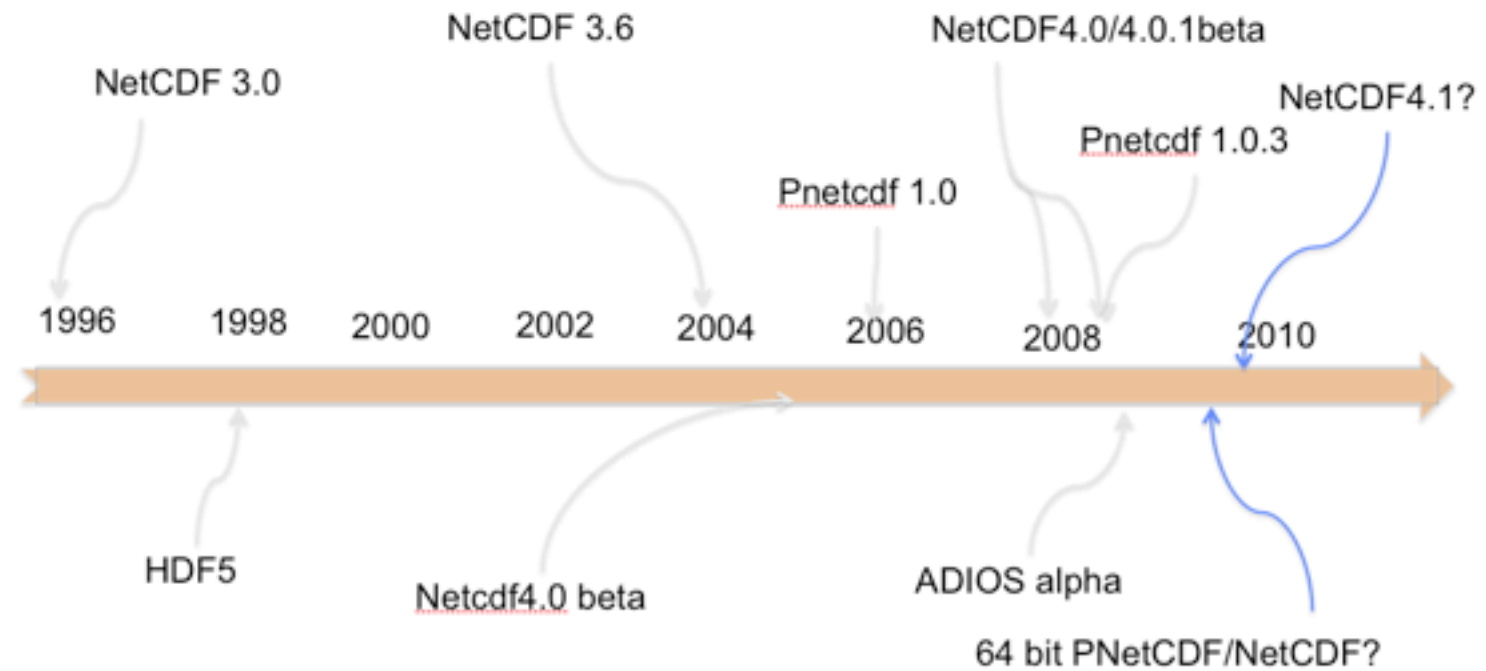 NetCDF 3.6
NetCDF4.0/4.0.1beta
NetCDF 3.0
NetCDF4.1?
Pnetcdf 1.0.3
Pnetcdf 1.0
1996
1998
2000
2002
2004
2006
2008
2010
HDF5
Netcdf4.0 beta
ADIOS alpha
64 bit PNetCDF/NetCDF?